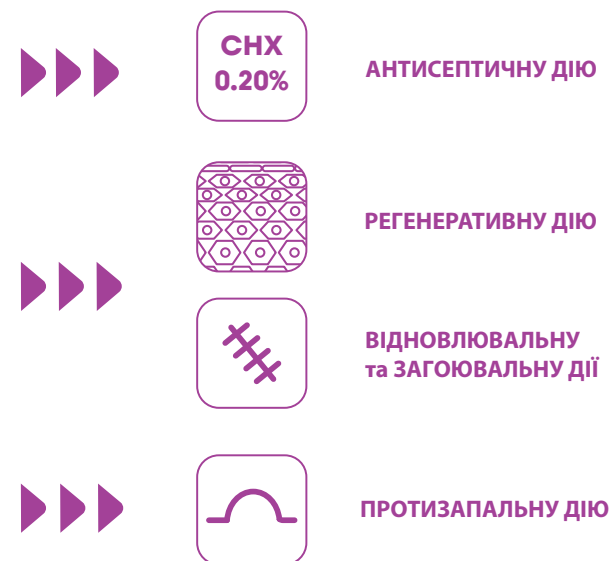 CHX
0.20%
АНТИСЕПТИЧНУ ДІЮ
РЕГЕНЕРАТИВНУ ДІЮ
ВІДНОВЛЮВАЛЬНУ
та ЗАГОЮВАЛЬНУ ДІЇ
ПРОТИЗАПАЛЬНУ ДІЮ